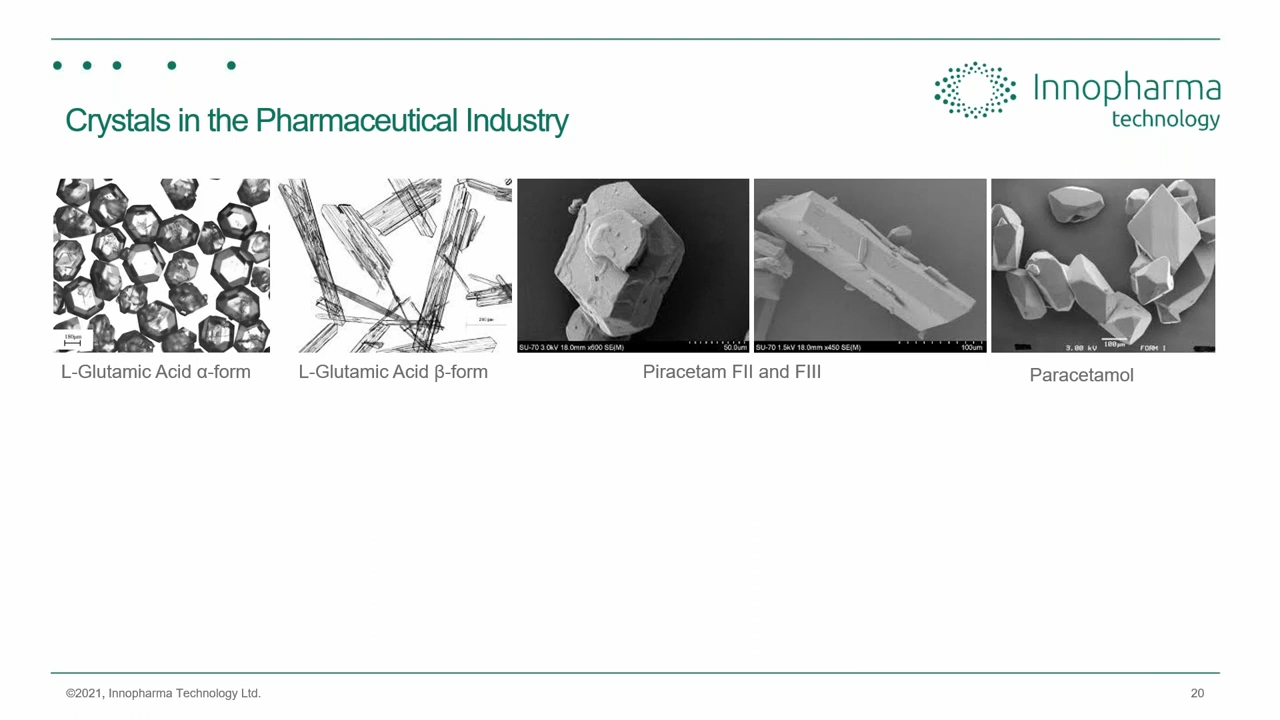 Innopharma
technology
Crystals in the Pharmaceutical Industry
180µm
SU-70 3.0kV 18.0mm x600 SE(M) 50.0um
SU-70 1.5kV 18.0mm x450 SE(M) 100um
100µm
3.00 kV FORM 1
L-Glutamic Acid α-form
L-Glutamic Acid β-form
Piracetam FII and FIII
Paracetamol
©2021, Innopharma Technology Ltd.
20